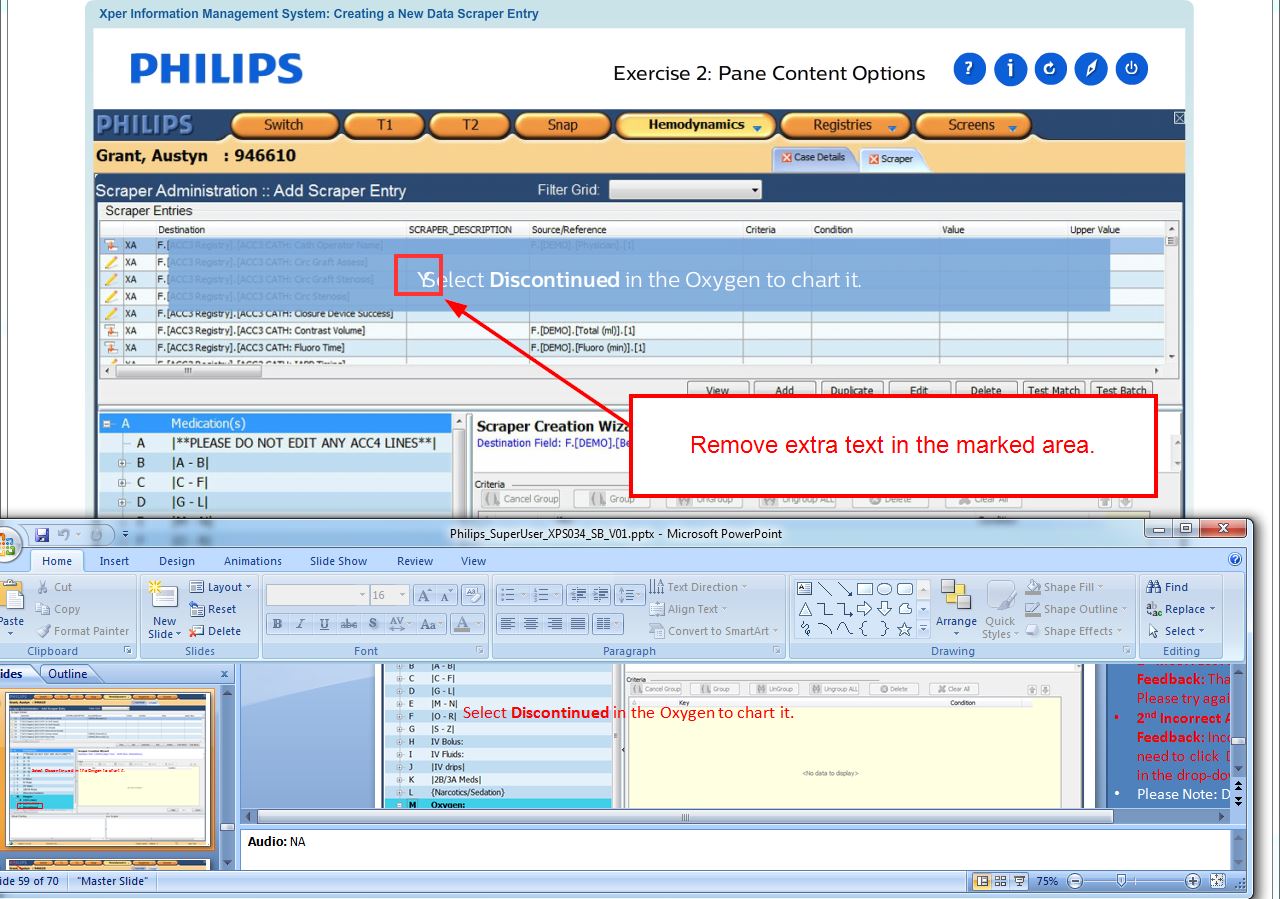 Xper Information Management System: Creating a New Data Scraper Entry
PHILIPS
Exercise 2: Pane Content Options
PHILIPS Switch T1 T2 Snap Hemodynamics Registries Screens
Grant, Austyn : 946610
Case Details Scraper
Scraper Administration :: Add Scraper Entry Filter Grid:
Scraper Entries
Destination SCRAPER_DESCRIPTION Source/Reference Criteria Condition Value Upper Value
XA F.[ACC3 Registry].[ACC3 CATH: Cath Operator Name] F.[DEMO].[Physician].[1]
XA F.[ACC3 Registry].[ACC3 CATH: Circ Graft Assess]
XA F.[ACC3 Registry].[ACC3 CATH: Circ Graft Stenosis]
YSelect Discontinued in the Oxygen to chart it.
XA F.[ACC3 Registry].[ACC3 CATH: Circ Stenosis]
XA F.[ACC3 Registry].[ACC3 CATH: Closure Device Success]
XA F.[ACC3 Registry].[ACC3 CATH: Contrast Volume] F.[DEMO].[Total (ml)].[1]
XA F.[ACC3 Registry].[ACC3 CATH: Fluoro Time] F.[DEMO].[Fluoro (min)].[1]
XA F.[ACC3 Registry].[ACC3 CATH: IABP Timing]
View Add Duplicate Edit Delete Test Match Test Batch
A Medication(s)
A |**PLEASE DO NOT EDIT ANY ACC4 LINES**|
B |A - B|
C |C - F|
D |G - L|
Scraper Creation Wiza
Destination Field: F.[DEMO].[Be
Criteria
Cancel Group Group UnGroup Ungroup ALL Delete Clear All
Remove extra text in the marked area.
Philips_SuperUser_XPS034_SB_V01.pptx - Microsoft PowerPoint
Home Insert Design Animations Slide Show Review View
Paste Cut
Copy
Format Painter
Clipboard
New Slide
Layout
Reset
Delete
Slides
16
B I U abc S AV Aa A
Font
Text Direction
Align Text
Convert to SmartArt
Paragraph
Arrange
Quick Styles
Shape Fill
Shape Outline
Shape Effects
Drawing
Find
Replace
Select
Editing
ides Outline x
B |A - B|
C |C - F|
D |G - L|
E |M - N|
F |O - R|
G |S - Z|
H IV Bolus:
I IV Fluids:
J |IV drips|
K |2B/3A Meds|
L {Narcotics/Sedation}
M Oxygen:
Criteria
Cancel Group Group UnGroup Ungroup ALL Delete Clear All
Key Condition
Select Discontinued in the Oxygen to chart it.
<No data to display>
Feedback: Tha
Please try agai
• 2nd Incorrect A
Feedback: Inco
need to click D
in the drop-dov
• Please Note: D
Audio: NA
ide 59 of 70 "Master Slide" 75%